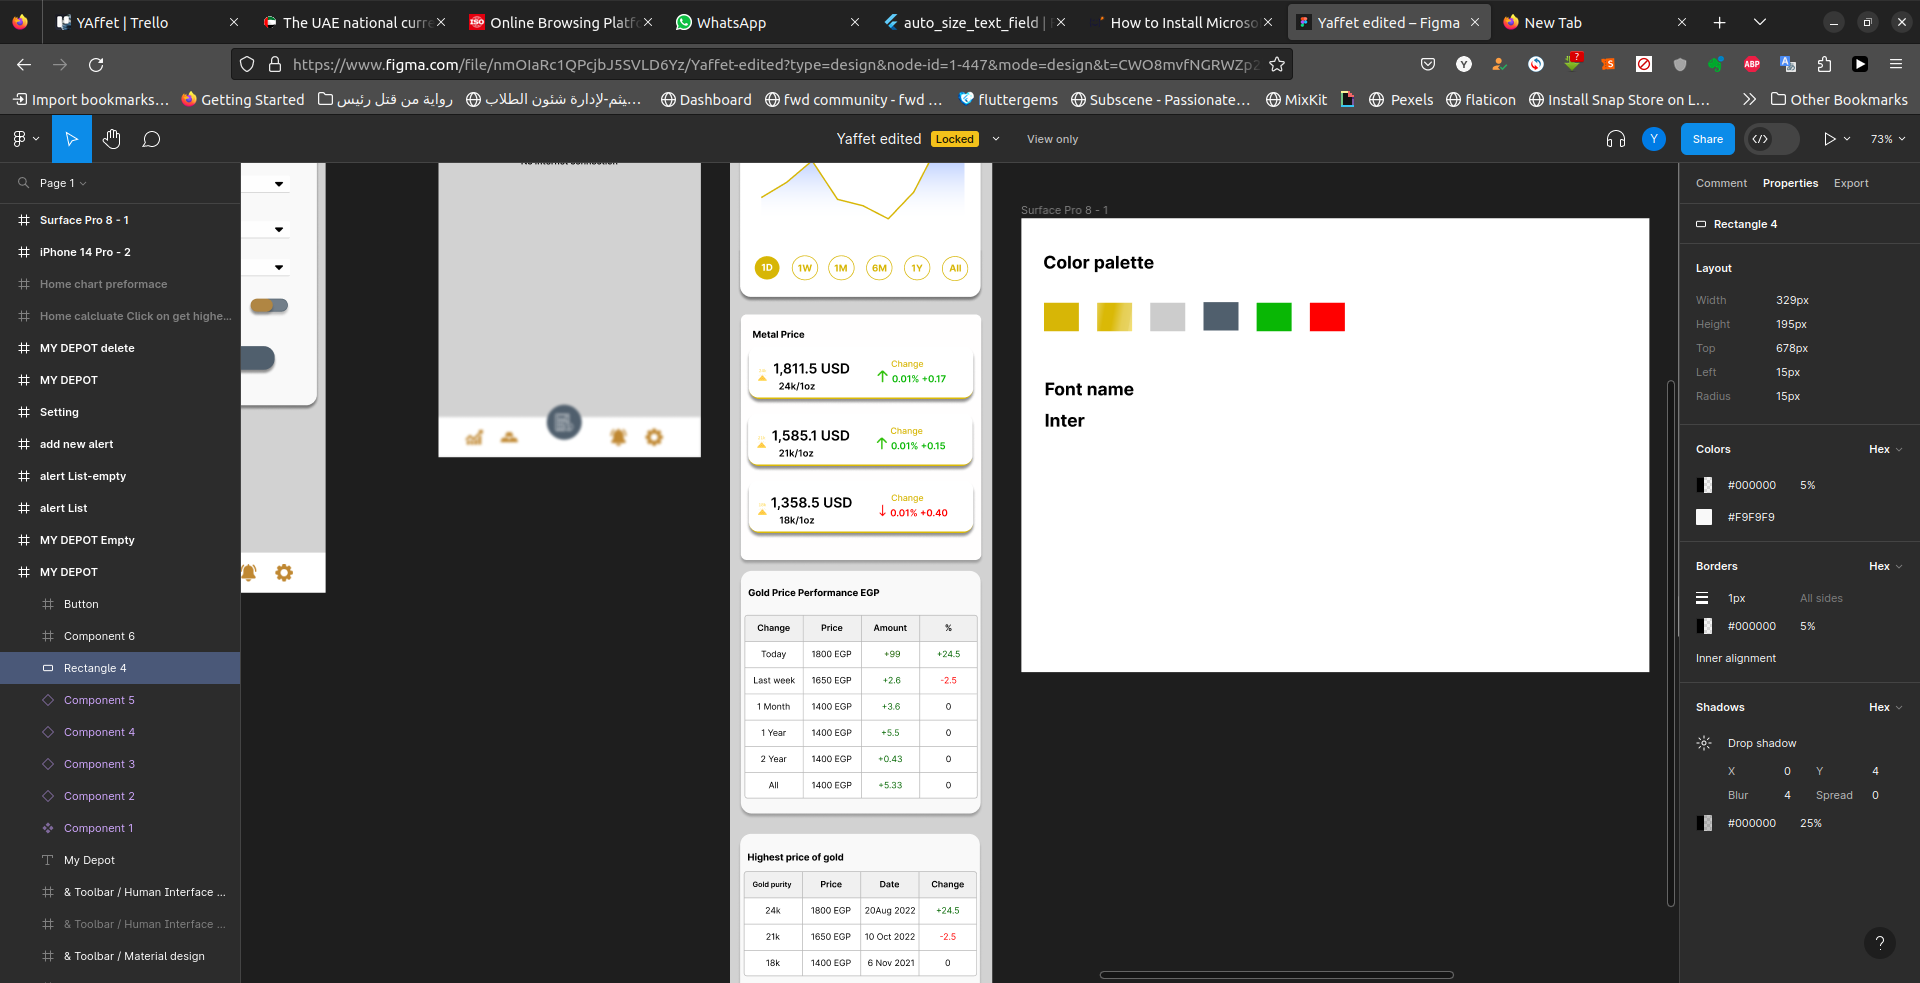 YAffet | Trello
The UAE national curre
Online Browsing Platfo
WhatsApp
auto_size_text_field |
How to Install Microso
Yaffet edited – Figma
New Tab
https://www.figma.com/file/nmOIaRc1QPcjbJ5SVLD6Yz/Yaffet-edited?type=design&node-id=1-447&mode=design&t=CWO8mvfNGRWZp2
Import bookmarks...
Getting Started
رواية من قتل رئيس
...ميثم-لإدارة شئون الطلاب
Dashboard
fwd community - fwd ...
fluttergems
Subscene - Passionate...
MixKit
Pexels
flaticon
Install Snap Store on L...
Other Bookmarks
Yaffet edited
Locked
View only
Y
Share
73%
Page 1
Surface Pro 8 - 1
iPhone 14 Pro - 2
Home chart preformace
Home calcluate Click on get highe...
MY DEPOT delete
MY DEPOT
Setting
add new alert
alert List-empty
alert List
MY DEPOT Empty
MY DEPOT
Button
Component 6
Rectangle 4
Component 5
Component 4
Component 3
Component 2
Component 1
My Depot
& Toolbar / Human Interface ...
& Toolbar / Human Interface ...
& Toolbar / Material design
No internet connection
1D 1W 1M 6M 1Y All
Metal Price
1,811.5 USD
24k/1oz
Change
0.01% +0.17
1,585.1 USD
21k/1oz
Change
0.01% +0.15
1,358.5 USD
18k/1oz
Change
0.01% +0.40
Gold Price Performance EGP
Change Price Amount %
Today 1800 EGP +99 +24.5
Last week 1650 EGP +2.6 -2.5
1 Month 1400 EGP +3.6 0
1 Year 1400 EGP +5.5 0
2 Year 1400 EGP +0.43 0
All 1400 EGP +5.33 0
Highest price of gold
Gold purity Price Date Change
24k 1800 EGP 20Aug 2022 +24.5
21k 1650 EGP 10 Oct 2022 -2.5
18k 1400 EGP 6 Nov 2021 0
Surface Pro 8 - 1
Color palette
Font name
Inter
Comment Properties Export
Rectangle 4
Layout
Width 329px
Height 195px
Top 678px
Left 15px
Radius 15px
Colors Hex
#000000 5%
#F9F9F9
Borders Hex
1px All sides
#000000 5%
Inner alignment
Shadows Hex
Drop shadow
X 0 Y 4
Blur 4 Spread 0
#000000 25%
?